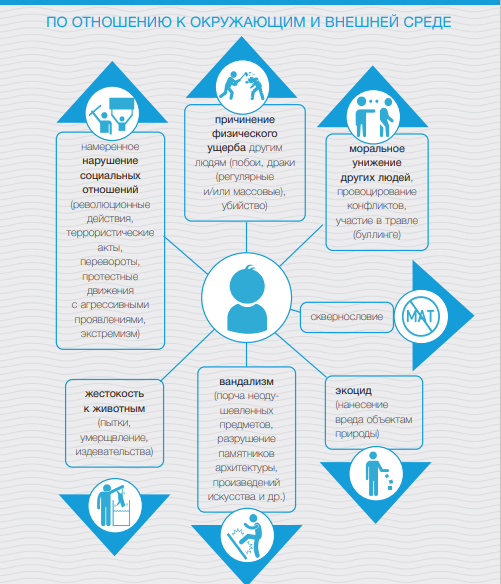 ПО ОТНОШЕНИЮ К ОКРУЖАЮЩИМ И ВНЕШНЕЙ СРЕДЕ
намеренное
нарушение
социальных
отношений
(революционные
действия,
террористические
акты,
перевороты,
протестные
движения
с агрессивными
проявлениями,
экстремизм)
причинение
физического
ущерба другим
людям (побои, драки
(регулярные
и/или массовые),
убийство)
моральное
унижение
других людей,
провоцирование
конфликтов,
участие в травле
(буллинге)
сквернословие
МАТ
жестокость
к животным
(пытки,
умерщвление,
издевательства)
вандализм
(порча неоду-
шевленных
предметов,
разрушение
памятников
архитектуры,
произведений
искусства и др.)
экоцид
(нанесение
вреда объектам
природы)